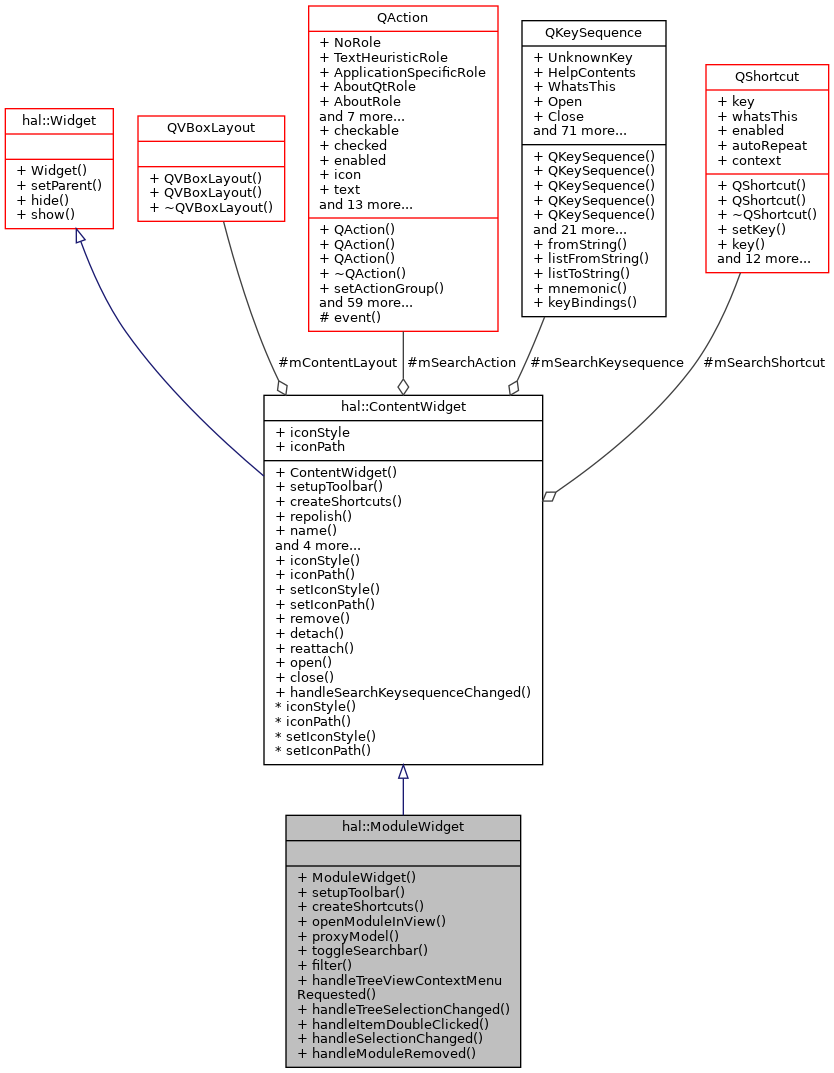 QAction
+ NoRole
+ TextHeuristicRole
+ ApplicationSpecificRole
+ AboutQtRole
+ AboutRole
and 7 more...
+ checkable
+ checked
+ enabled
+ icon
+ text
and 13 more...
+ QAction()
+ QAction()
+ QAction()
+ ~QAction()
+ setActionGroup()
and 59 more...
# event()
QKeySequence
+ UnknownKey
+ HelpContents
+ WhatsThis
+ Open
+ Close
and 71 more...
+ QKeySequence()
+ QKeySequence()
+ QKeySequence()
+ QKeySequence()
+ QKeySequence()
and 21 more...
+ fromString()
+ listFromString()
+ listToString()
+ mnemonic()
+ keyBindings()
QShortcut
+ key
+ whatsThis
+ enabled
+ autoRepeat
+ context
+ QShortcut()
+ QShortcut()
+ ~QShortcut()
+ setKey()
+ key()
and 12 more...
hal::Widget
+ Widget()
+ setParent()
+ hide()
+ show()
QVBoxLayout
+ QVBoxLayout()
+ QVBoxLayout()
+ ~QVBoxLayout()
#mContentLayout
#mSearchAction
#mSearchKeysequence
#mSearchShortcut
hal::ContentWidget
+ iconStyle
+ iconPath
+ ContentWidget()
+ setupToolbar()
+ createShortcuts()
+ repolish()
+ name()
and 4 more...
+ iconStyle()
+ iconPath()
+ setIconStyle()
+ setIconPath()
+ remove()
+ detach()
+ reattach()
+ open()
+ close()
+ handleSearchKeysequenceChanged()
* iconStyle()
* iconPath()
* setIconStyle()
* setIconPath()
hal::ModuleWidget
+ ModuleWidget()
+ setupToolbar()
+ createShortcuts()
+ openModuleInView()
+ proxyModel()
+ toggleSearchbar()
+ filter()
+ handleTreeViewContextMenu
Requested()
+ handleTreeSelectionChanged()
+ handleItemDoubleClicked()
+ handleSelectionChanged()
+ handleModuleRemoved()